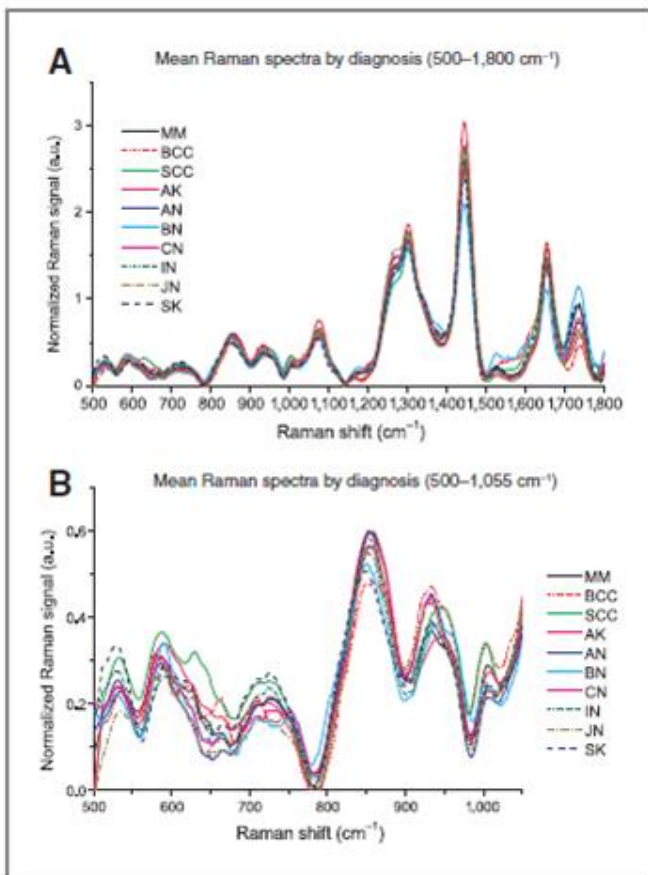 A
Mean Raman spectra by diagnosis (500–1,800 cm⁻¹)
Normalized Raman signal (a.u.)
3
2
1
0
MM
BCC
SCC
AK
AN
BN
CN
IN
JN
SK
500 600 700 800 900 1,000 1,100 1,200 1,300 1,400 1,500 1,600 1,700 1,800
Raman shift (cm⁻¹)
B
Mean Raman spectra by diagnosis (500–1,055 cm⁻¹)
Normalized Raman signal (a.u.)
0.6
0.4
0.2
0.0
MM
BCC
SCC
AK
AN
BN
CN
IN
JN
SK
500 600 700 800 900 1,000
Raman shift (cm⁻¹)